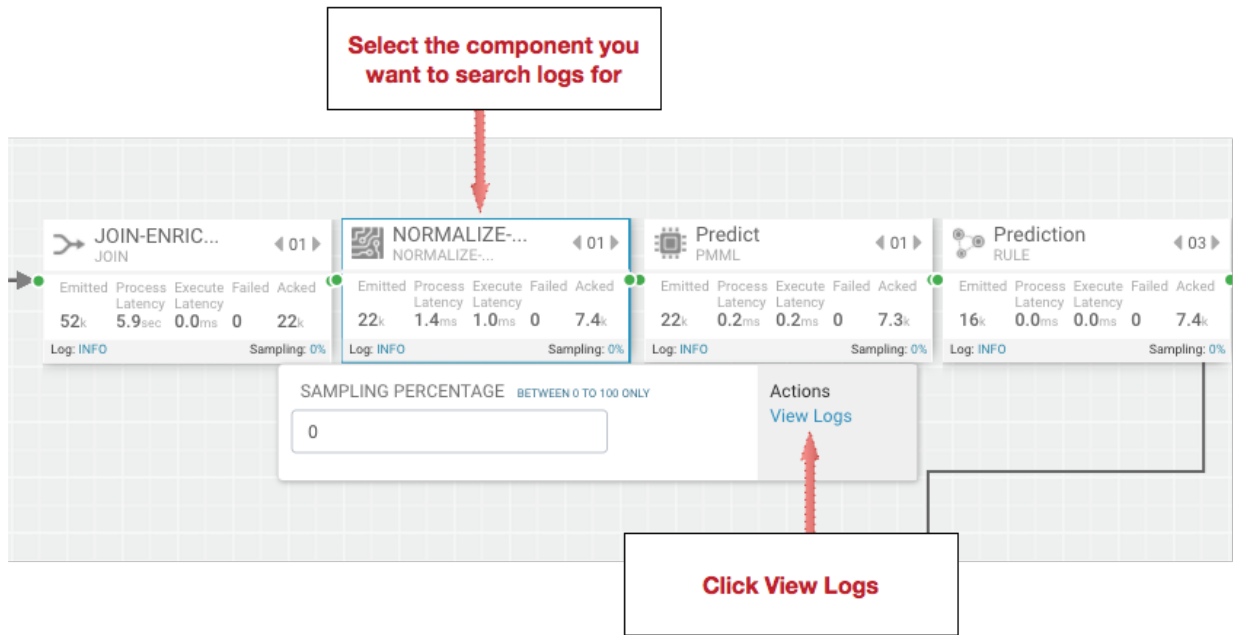 Select the component you
want to search logs for
JOIN-ENRIC...
JOIN
01
Emitted Process Latency Execute Latency Failed Acked
52k 5.9sec 0.0ms 0 22k
Log: INFO Sampling: 0%
NORMALIZE-...
NORMALIZE-...
01
Emitted Process Latency Execute Latency Failed Acked
22k 1.4ms 1.0ms 0 7.4k
Log: INFO Sampling: 0%
Predict
PMML
01
Emitted Process Latency Execute Latency Failed Acked
22k 0.2ms 0.2ms 0 7.3k
Log: INFO Sampling: 0%
Prediction
RULE
03
Emitted Process Latency Execute Latency Failed Acked
16k 0.0ms 0.0ms 0 7.4k
Log: INFO Sampling: 0%
SAMPLING PERCENTAGE BETWEEN 0 TO 100 ONLY
0
Actions
View Logs
Click View Logs